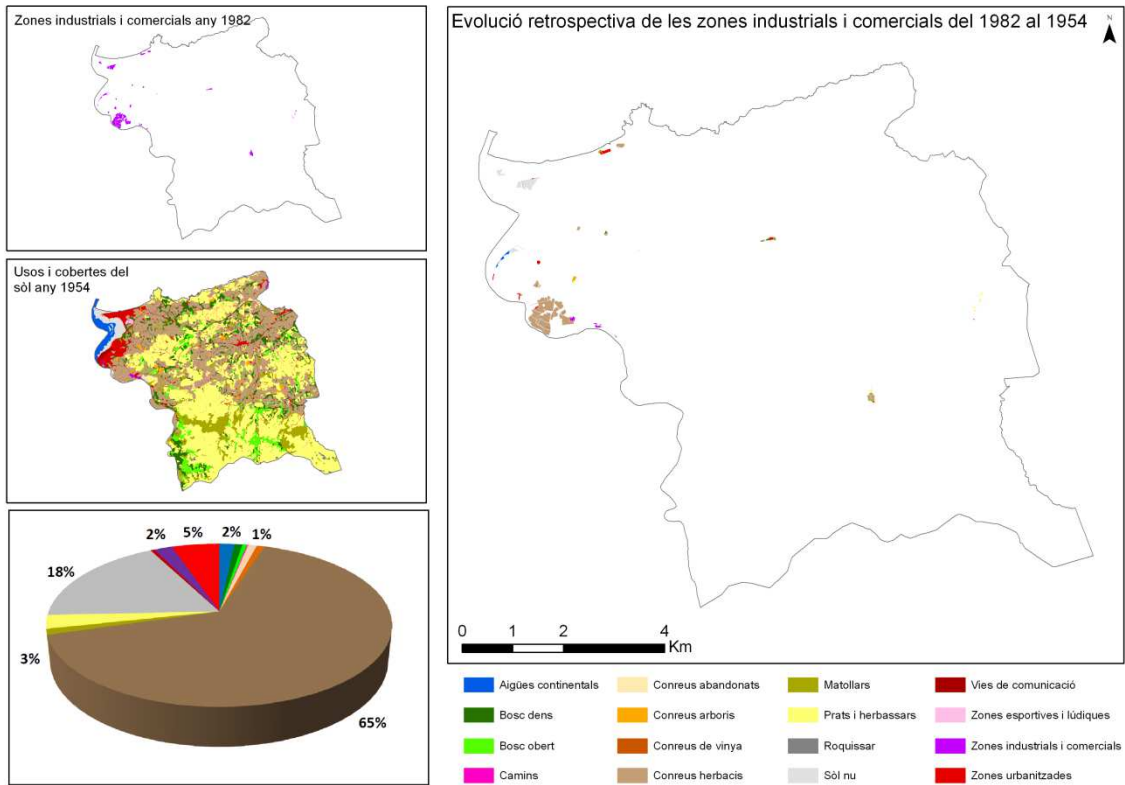 Zones industrials i comercials any 1982
Evolució retrospectiva de les zones industrials i comercials del 1982 al 1954
N
Usos i cobertes del
sòl any 1954
2%
5%
2%
1%
18%
3%
65%
0 1 2 4
Km
Aigües continentals
Conreus abandonats
Matollars
Vies de comunicació
Bosc dens
Conreus arboris
Prats i herbassars
Zones esportives i lúdiques
Bosc obert
Conreus de vinya
Roquissar
Zones industrials i comercials
Camins
Conreus herbacis
Sòl nu
Zones urbanitzades